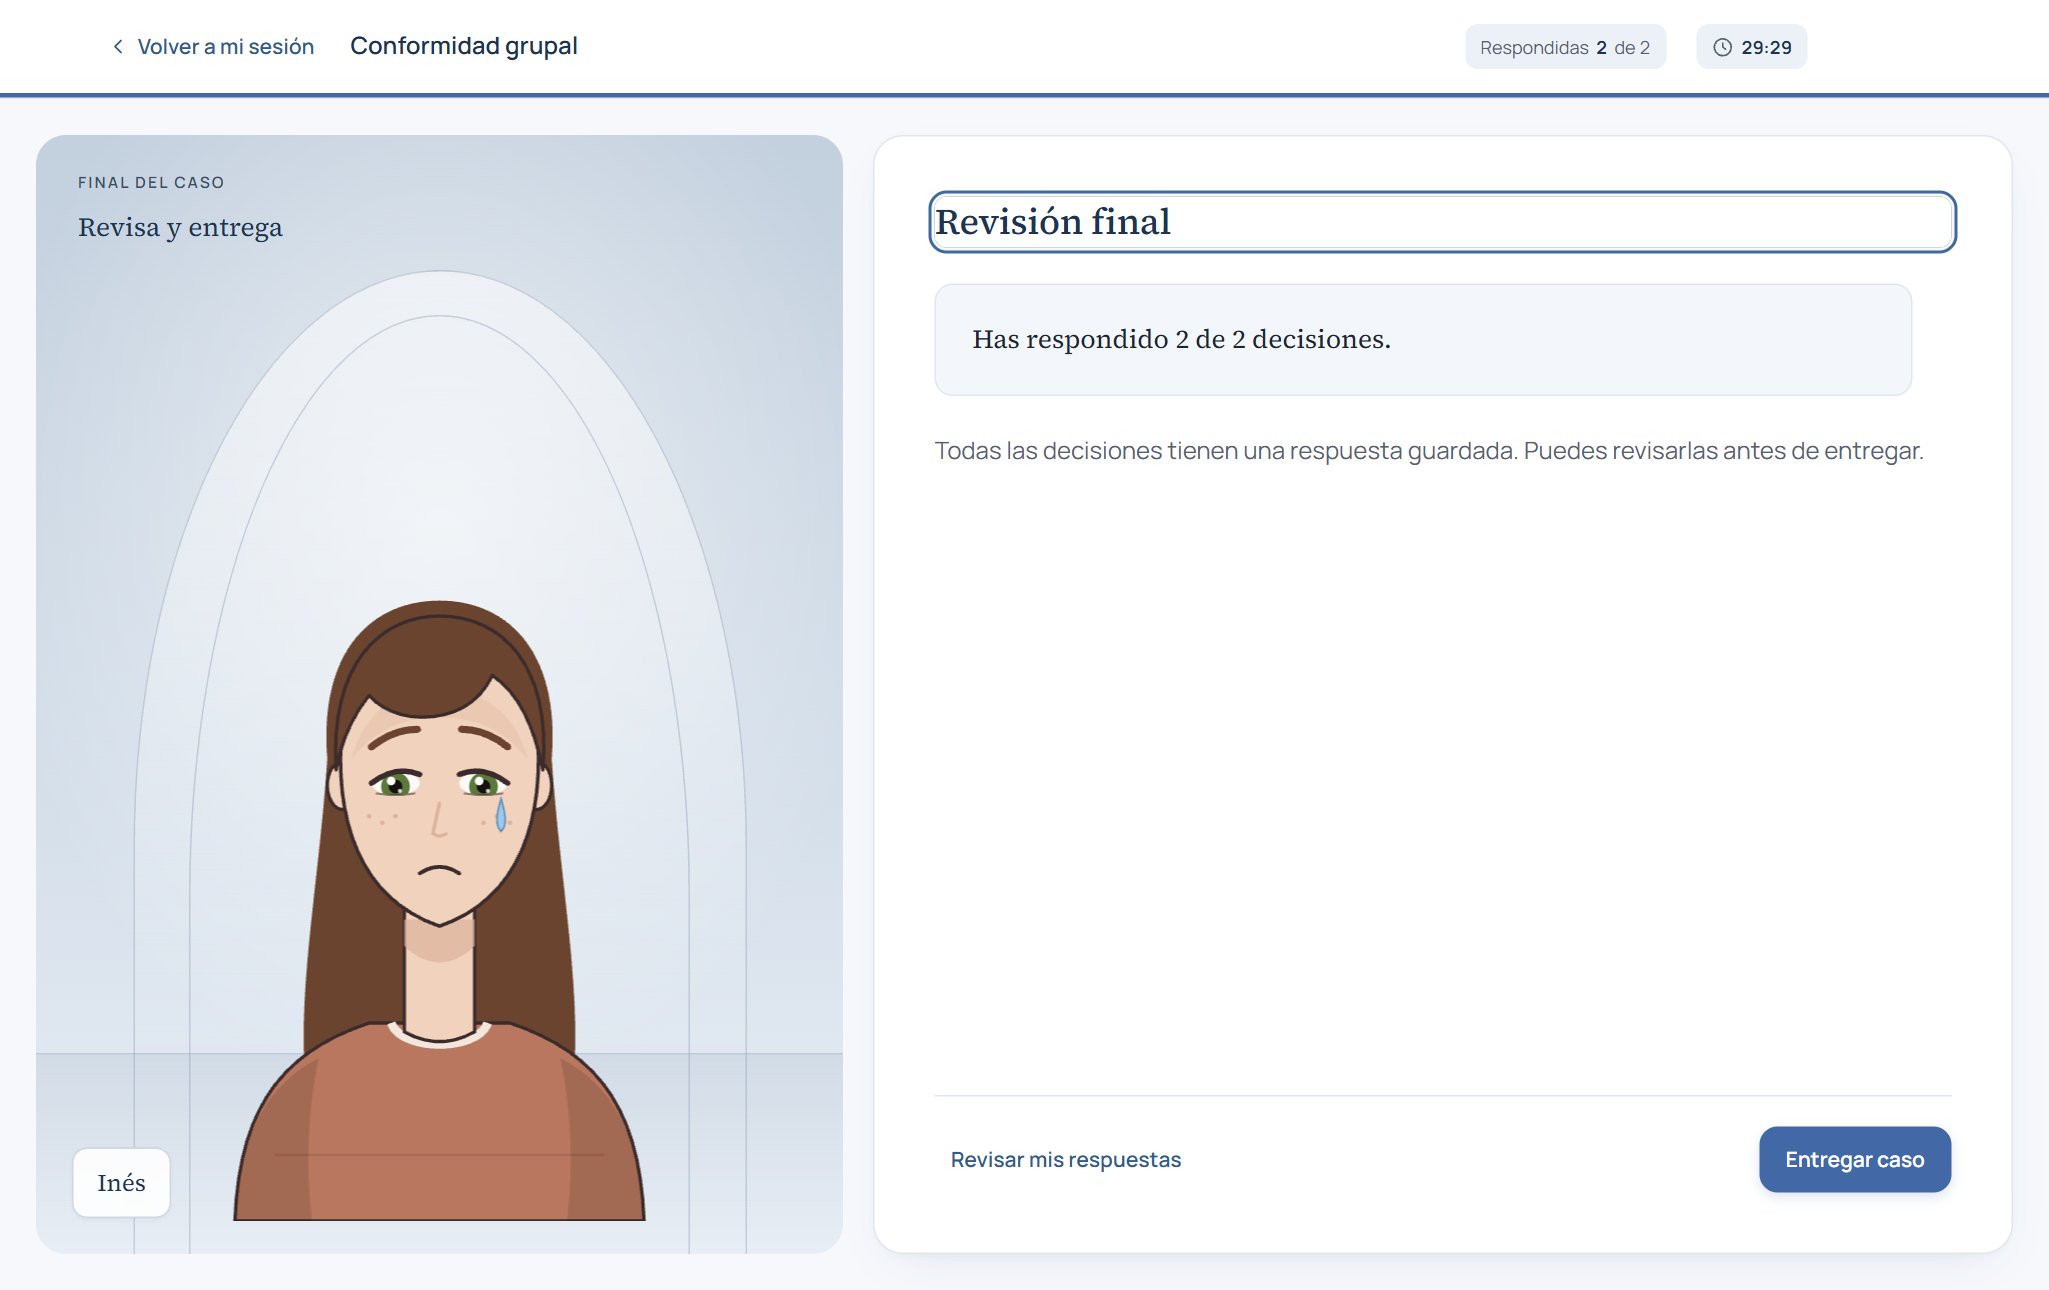 Volver a mi sesión
Conformidad grupal
Respondidas 2 de 2
29:29
FINAL DEL CASO
Revisa y entrega
Inés
Revisión final
Has respondido 2 de 2 decisiones.
Todas las decisiones tienen una respuesta guardada. Puedes revisarlas antes de entregar.
Revisar mis respuestas
Entregar caso